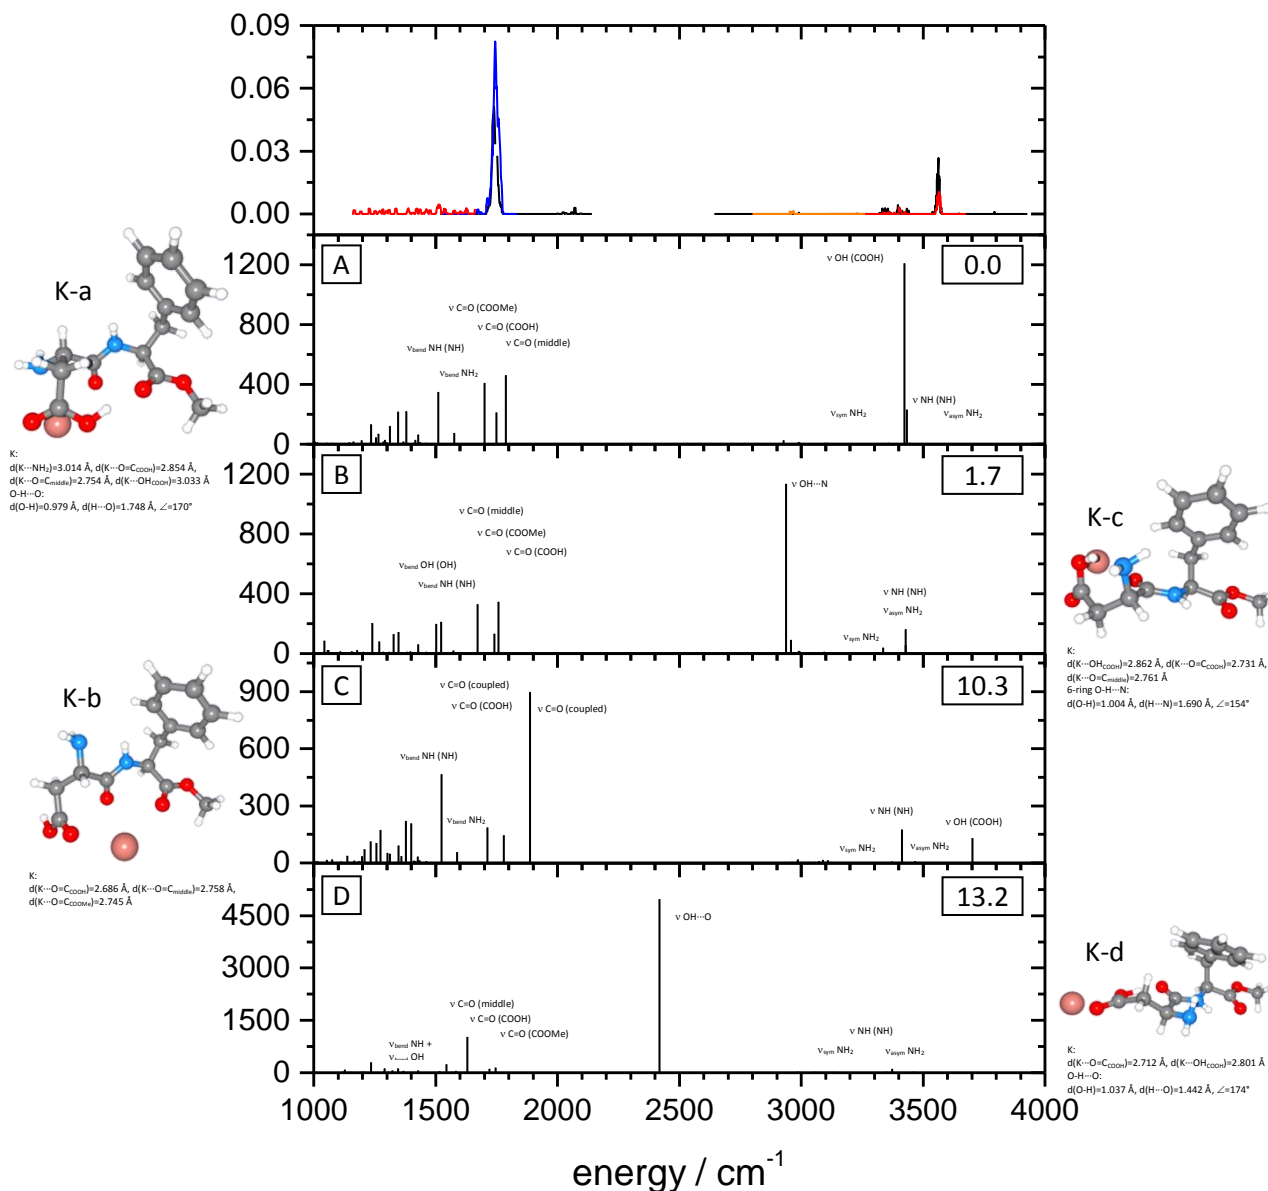 0.09
0.06
0.03
0.00
A
0.0
1200
800
400
0
ν OH (COOH)
ν C=O (COOMe)
ν C=O (COOH)
ν C=O (middle)
νbend NH (NH)
νbend NH2
ν NH (NH)
νsym NH2
νasym NH2
K-a
K:
d(K···NH2)=3.014 Å, d(K···O=CCOOH)=2.854 Å,
d(K···O=Cmiddle)=2.754 Å, d(K···OHCOOH)=3.033 Å
O-H···O:
d(O-H)=0.979 Å, d(H···O)=1.748 Å, ∠=170°
B
1.7
1200
800
400
0
ν OH···N
ν C=O (middle)
ν C=O (COOMe)
ν C=O (COOH)
νbend OH (OH)
νbend NH (NH)
ν NH (NH)
νasym NH2
νsym NH2
K-c
K:
d(K···OHCOOH)=2.862 Å, d(K···O=CCOOH)=2.731 Å,
d(K···O=Cmiddle)=2.761 Å
6-ring O-H···N:
d(O-H)=1.004 Å, d(H···N)=1.690 Å, ∠=154°
C
10.3
900
600
300
0
ν C=O (coupled)
ν C=O (COOH)
ν C=O (coupled)
νbend NH (NH)
νbend NH2
ν NH (NH)
ν OH (COOH)
νsym NH2
νasym NH2
K-b
K:
d(K···O=CCOOH)=2.686 Å, d(K···O=Cmiddle)=2.758 Å,
d(K···O=CCOOMe)=2.745 Å
D
13.2
4500
3000
1500
0
ν OH···O
ν C=O (middle)
ν C=O (COOH)
ν C=O (COOMe)
νbend NH +
νbend OH
ν NH (NH)
νsym NH2
νasym NH2
K-d
K:
d(K···O=CCOOH)=2.712 Å, d(K···OHCOOH)=2.801 Å
O-H···O:
d(O-H)=1.037 Å, d(H···O)=1.442 Å, ∠=174°
1000 1500 2000 2500 3000 3500 4000
energy / cm-1